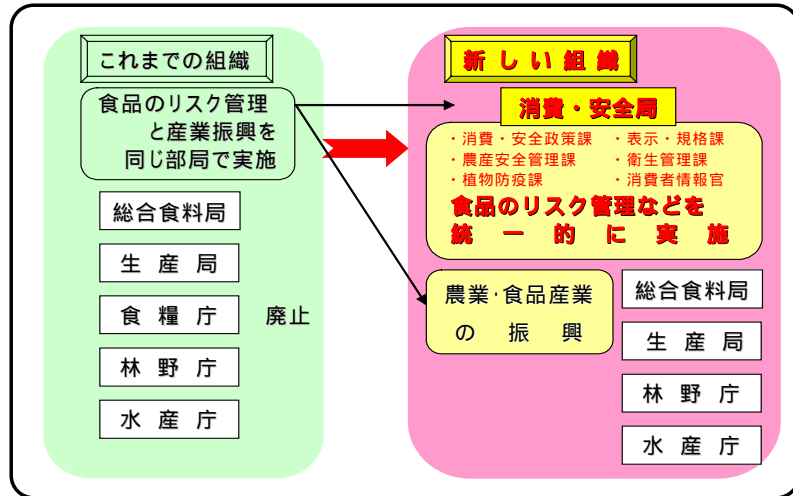 これまでの組織
食品のリスク管理
と産業振興を
同じ部局で実施
総合食料局
生産局
食糧庁 廃止
林野庁
水産庁
新しい組織
消費・安全局
・消費・安全政策課 ・表示・規格課
・農産安全管理課 ・衛生管理課
・植物防疫課 ・消費者情報官
食品のリスク管理などを
統一的に実施
農業・食品産業
の振興
総合食料局
生産局
林野庁
水産庁